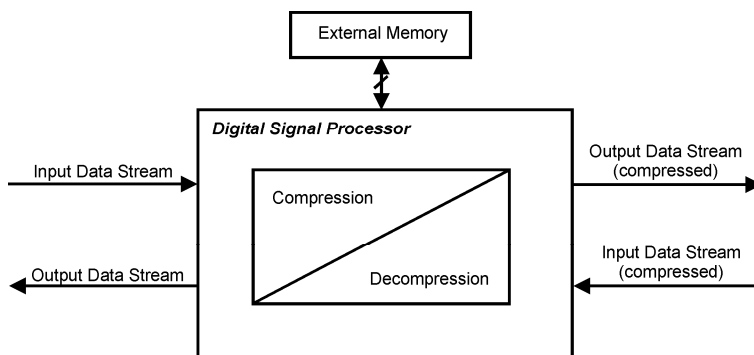 External Memory
Digital Signal Processor
Input Data Stream
Compression
Output Data Stream
(compressed)
Output Data Stream
Decompression
Input Data Stream
(compressed)